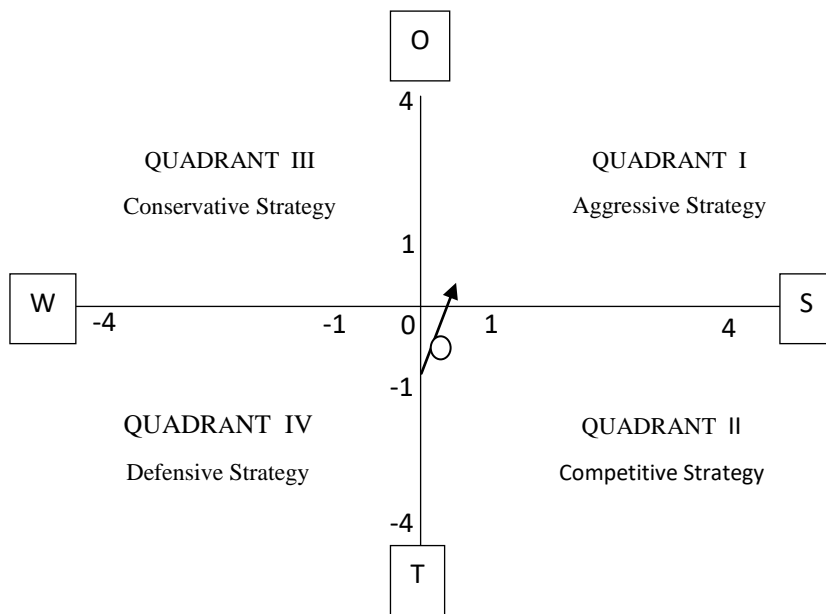 O
4
QUADRANT III
QUADRANT I
Conservative Strategy
Aggressive Strategy
1
W
S
-4
-1
0
1
4
-1
QUADRANT IV
QUADRANT II
Defensive Strategy
Competitive Strategy
-4
T